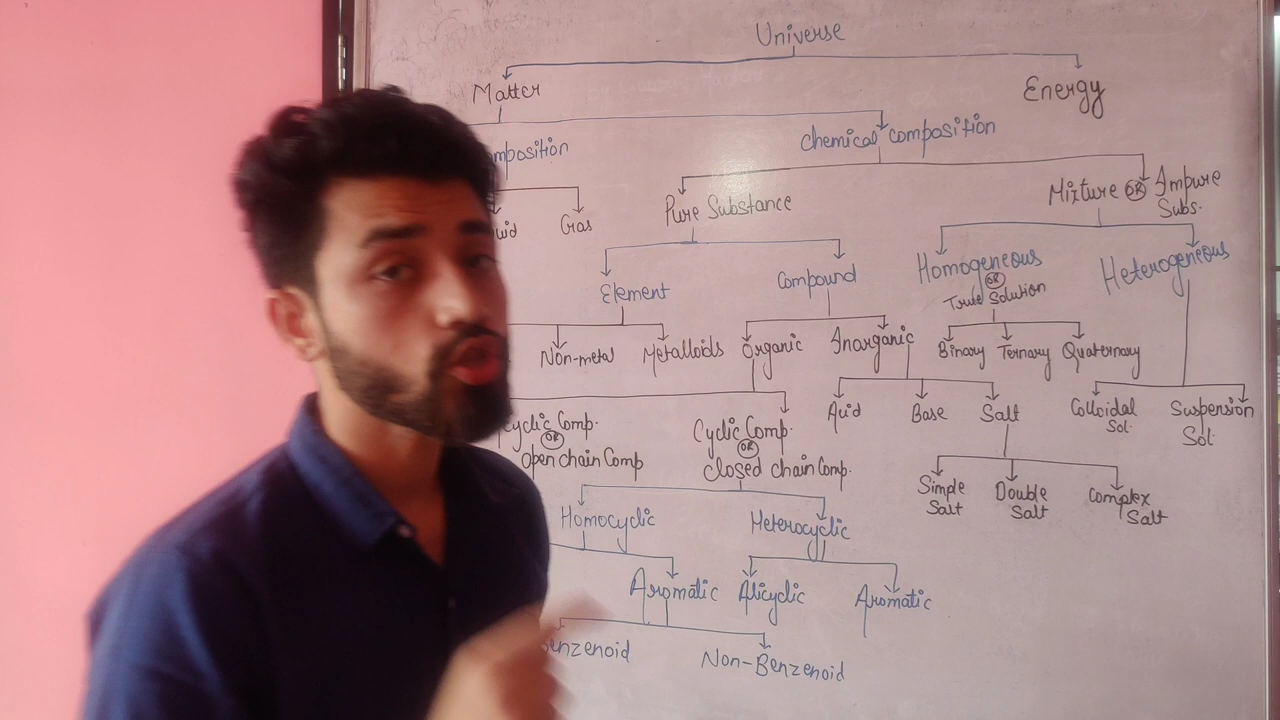 Universe
Matter Energy
mposition chemical composition
uid Gas Pure Substance Mixture OR Impure
Subs.
Element Compound Homogeneous Heterogeneous
OR
True Solution
Non-metal Metalloids Organic Inorganic Binary Ternary Quaternary
Acid Base Salt Colloidal Suspension
Sol. Sol.
cyclic Comp. Cyclic Comp.
OR OR
open chain Comp closed chain Comp.
Simple Double Complex
Salt Salt Salt
Homocyclic Heterocyclic
Aromatic Alicyclic Aromatic
Benzenoid Non-Benzenoid